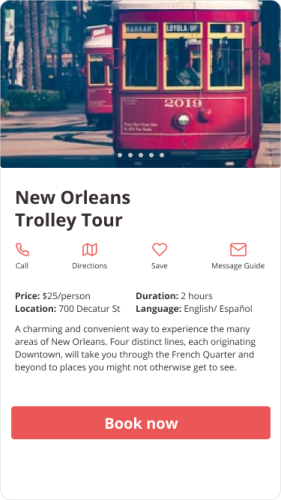 LOYOLA-UP
2
2019
New Orleans
Trolley Tour
Call
Directions
Save
Message Guide
Price: $25/person
Duration: 2 hours
Location: 700 Decatur St
Language: English/ Español
A charming and convenient way to experience the many
areas of New Orleans. Four distinct lines, each originating
Downtown, will take you through the French Quarter and
beyond to places you might not otherwise get to see.
Book now